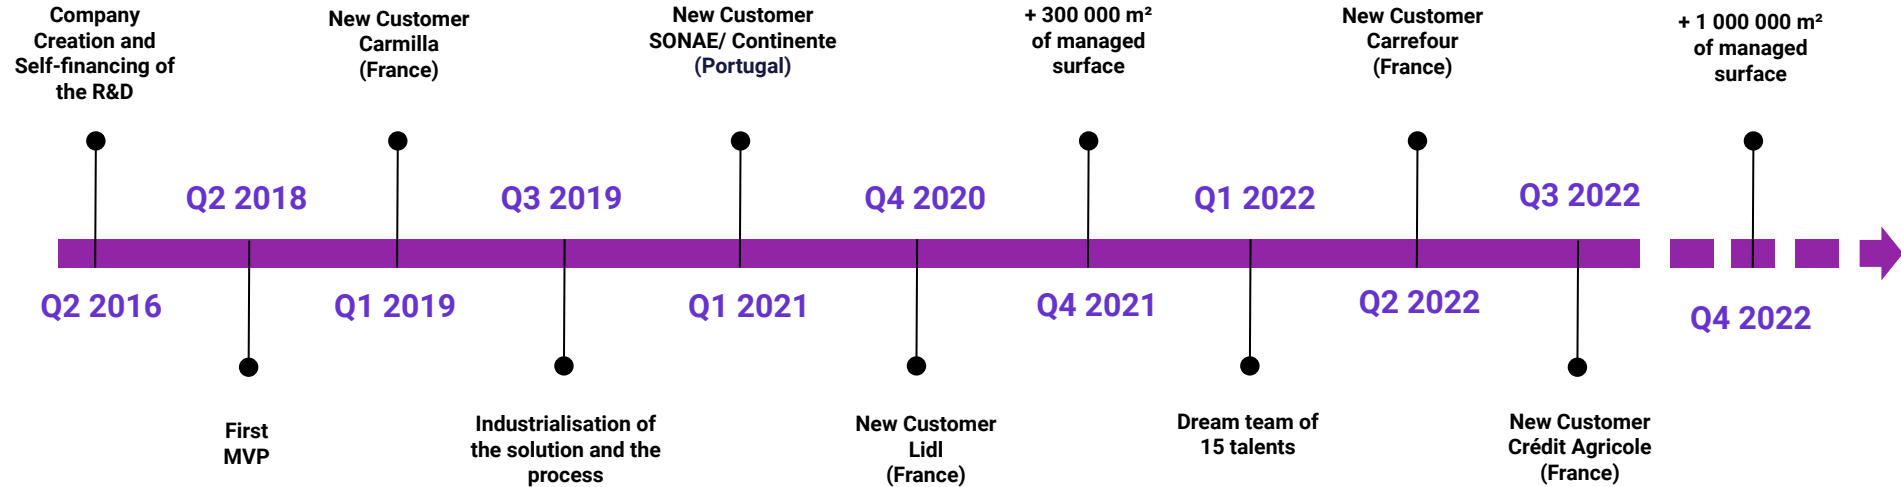 Company
Creation and
Self-financing of
the R&D
New Customer
Carmilla
(France)
New Customer
SONAE/ Continente
(Portugal)
+ 300 000 m²
of managed
surface
New Customer
Carrefour
(France)
+ 1 000 000 m²
of managed
surface
Q2 2018
Q3 2019
Q4 2020
Q1 2022
Q3 2022
Q2 2016
Q1 2019
Q1 2021
Q4 2021
Q2 2022
Q4 2022
First
MVP
Industrialisation of
the solution and the
process
New Customer
Lidl
(France)
Dream team of
15 talents
New Customer
Crédit Agricole
(France)